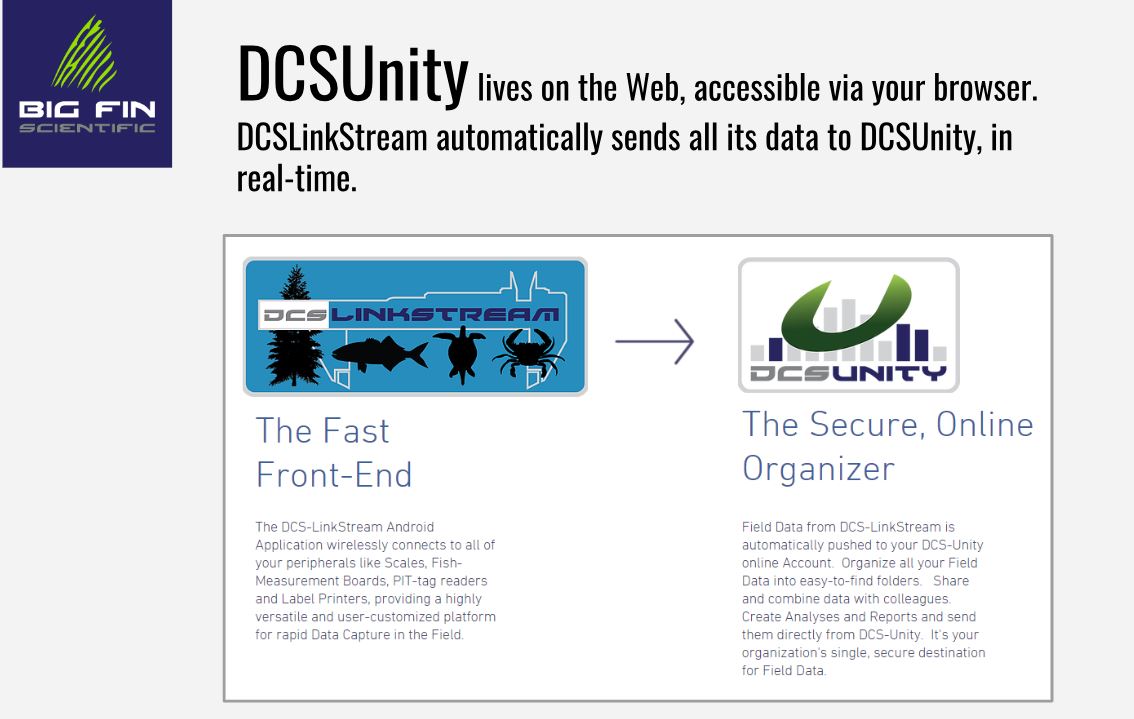 BIG FIN
SCIENTIFIC
DCSUnity lives on the Web, accessible via your browser.
DCSLinkStream automatically sends all its data to DCSUnity, in
real-time.
DCS LINKSTREAM
The Fast
Front-End
The DCS-LinkStream Android
Application wirelessly connects to all of
your peripherals like Scales, Fish-
Measurement Boards, PIT-tag readers
and Label Printers, providing a highly
versatile and user-customized platform
for rapid Data Capture in the Field.
DCSUNITY
The Secure, Online
Organizer
Field Data from DCS-LinkStream is
automatically pushed to your DCS-Unity
online Account. Organize all your Field
Data into easy-to-find folders. Share
and combine data with colleagues.
Create Analyses and Reports and send
them directly from DCS-Unity. It's your
organization's single, secure destination
for Field Data.